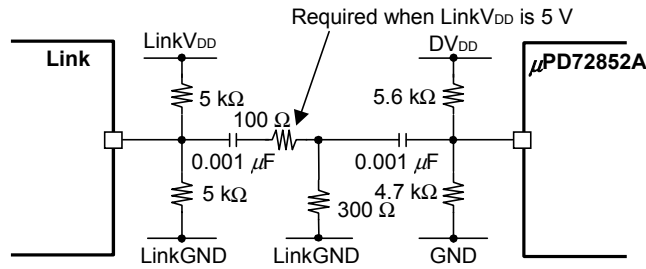 Required when LinkVDD is 5 V
LinkVDD
DVDD
Link
μPD72852A
5 kΩ
5.6 kΩ
100 Ω
0.001 μF
0.001 μF
5 kΩ
300 Ω
4.7 kΩ
LinkGND
LinkGND
GND